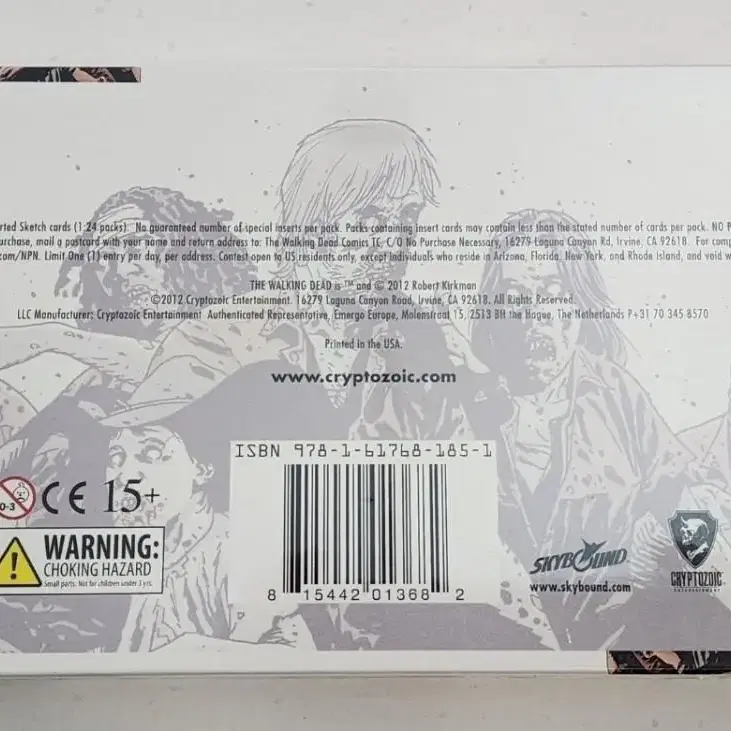 rted Sketch cards (1:24 packs). No guaranteed number of special inserts per pack. Packs containing insert cards may contain less than the stated number of cards per pack. NO P
urchase, mail a postcard with your name and return address to: The Walking Dead Comics TC, C/O No Purchase Necessary, 16279 Laguna Canyon Rd, Irvine, CA 92618. For comp
com/NPN. Limit One (1) entry per day, per address. Contest open to US residents only, except individuals who reside in Arizona, Florida, New York, and Rhode Island, and void w
THE WALKING DEAD is ™ and © 2012 Robert Kirkman
©2012 Cryptozoic Entertainment. 16279 Laguna Canyon Road, Irvine, CA 92618. All Rights Reserved.
LLC Manufacturer: Cryptozoic Entertainment Authorized Representative, Emergo Europe, Molenstraat 15, 2513 BH the Hague, The Netherlands P+31 70 345 8570
Printed in the USA.
www.cryptozoic.com
ISBN 978-1-61768-185-1
0-3 CE 15+
WARNING:
CHOKING HAZARD
Small parts. Not for children under 3 yrs.
8 15442 01368 2
SKYBOUND
www.skybound.com
CRYPTOZOIC
ENTERTAINMENT